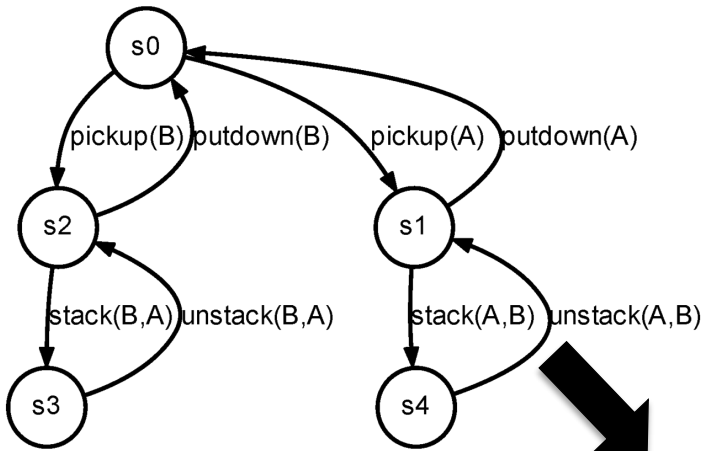 s0
pickup(B) putdown(B) pickup(A) putdown(A)
s2 s1
stack(B,A) unstack(B,A) stack(A,B) unstack(A,B)
s3 s4